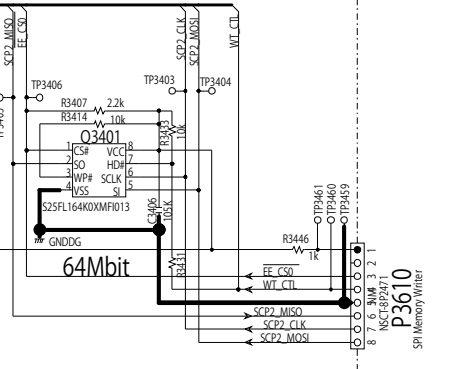 SCP2_MISO
EE_CS0
SCP2_CLK
SCP2_MOSI
WT_CTL
TP3406
TP3403
TP3404
R3407 2.2k
R3414 10k
R3433
10k
Q3401
1 CS# VCC 8
2 SO HD# 7
3 WP# SCLK 6
4 VSS SI 5
S25FL164K0XMFI013
C3406
105K
GNDDG
64Mbit
R3431
TP3461
TP3460
TP3459
R3446
1k
EE_CS0
WT_CTL
SCP2_MISO
SCP2_CLK
SCP2_MOSI
1
2
3
4
5
6
7
8
NM
NSCT-8P2471
P3610
SPI Memory Writer